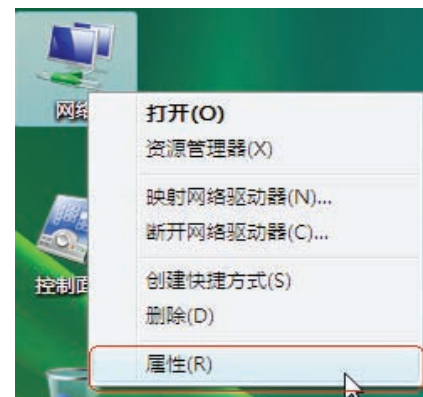 网络
打开(O)
资源管理器(X)
映射网络驱动器(N)...
断开网络驱动器(C)...
控制面
创建快捷方式(S)
删除(D)
属性(R)